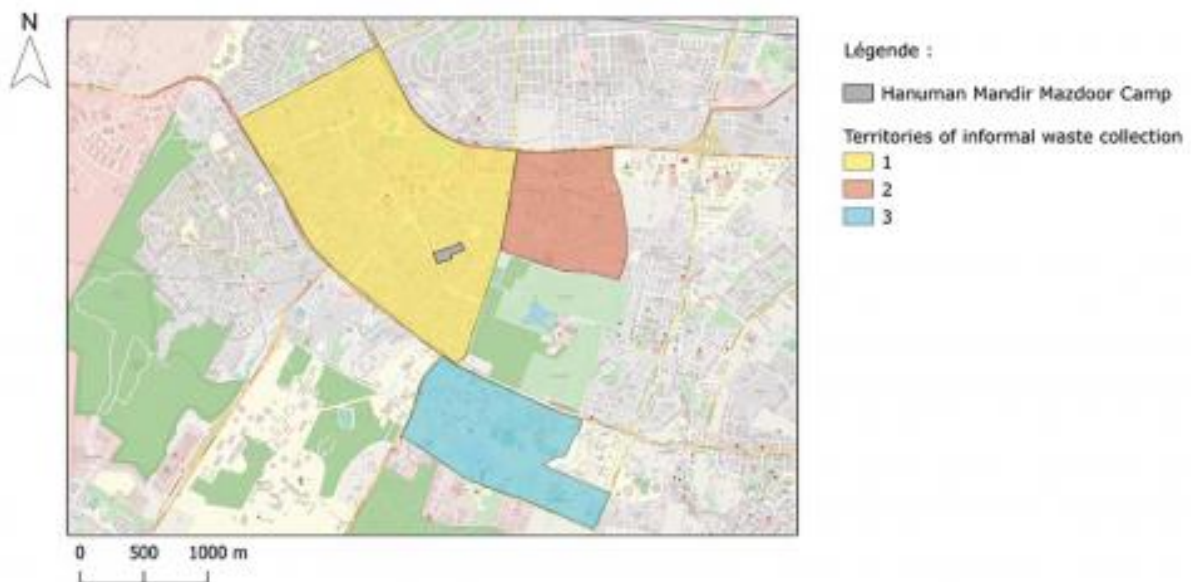 N
Légende :
Hanuman Mandir Mazdoor Camp
Territories of informal waste collection
1
2
3
0 500 1000 m